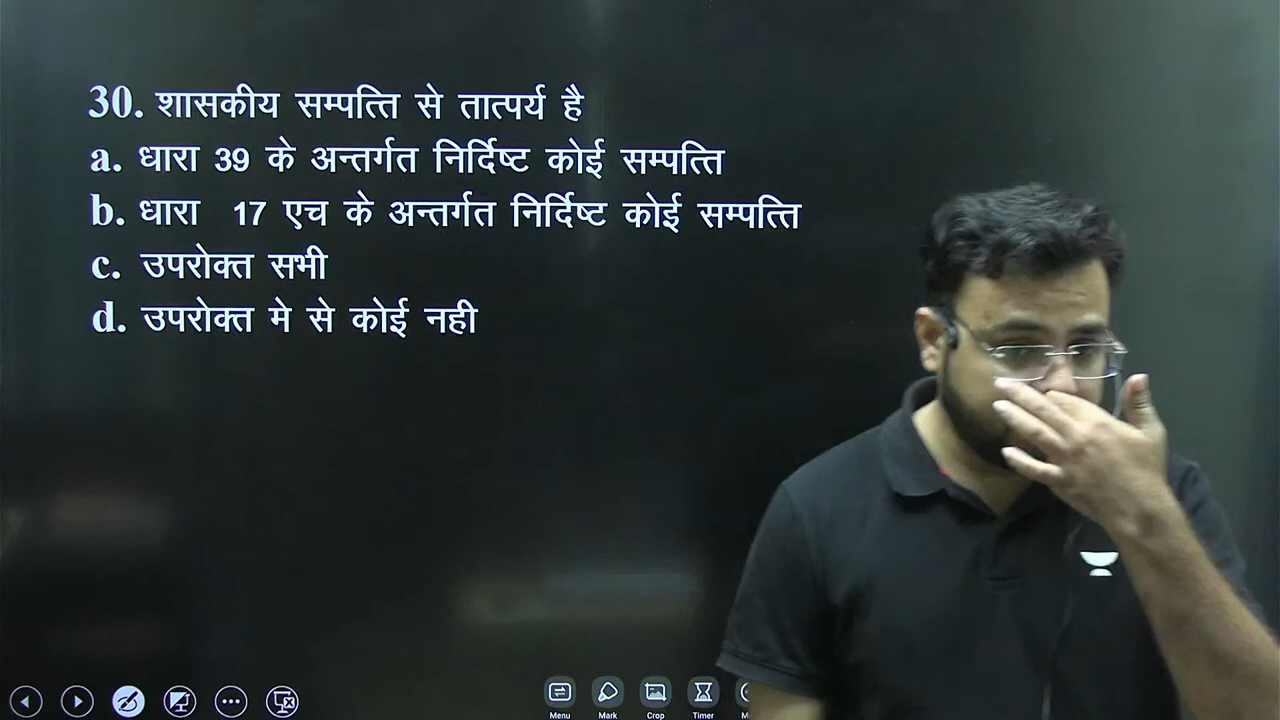 30. शासकीय सम्पत्ति से तात्पर्य है
a. धारा 39 के अन्तर्गत निर्दिष्ट कोई सम्पत्ति
b. धारा 17 एच के अन्तर्गत निर्दिष्ट कोई सम्पत्ति
c. उपरोक्त सभी
d. उपरोक्त मे से कोई नही
Menu Mark Crop Timer